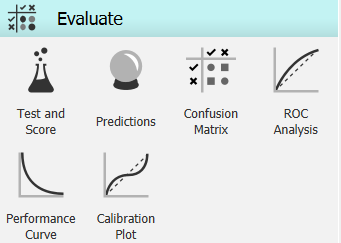 Evaluate
Test and
Score
Predictions
Confusion
Matrix
ROC
Analysis
Performance
Curve
Calibration
Plot